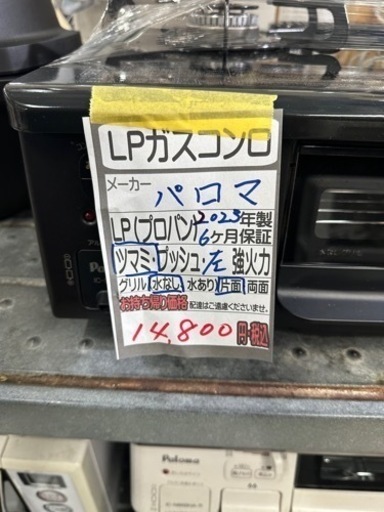 LPガスコンロ
メーカー パロマ
LP(プロパン) 2023年製
6ヶ月保証
ツマミ・プッシュ・左 強火力
グリル 水なし 水あり 片面 両面
お持ち帰り価格 配達はご遠慮くださいませ。
14,800円・税込
Paloma
Paloma